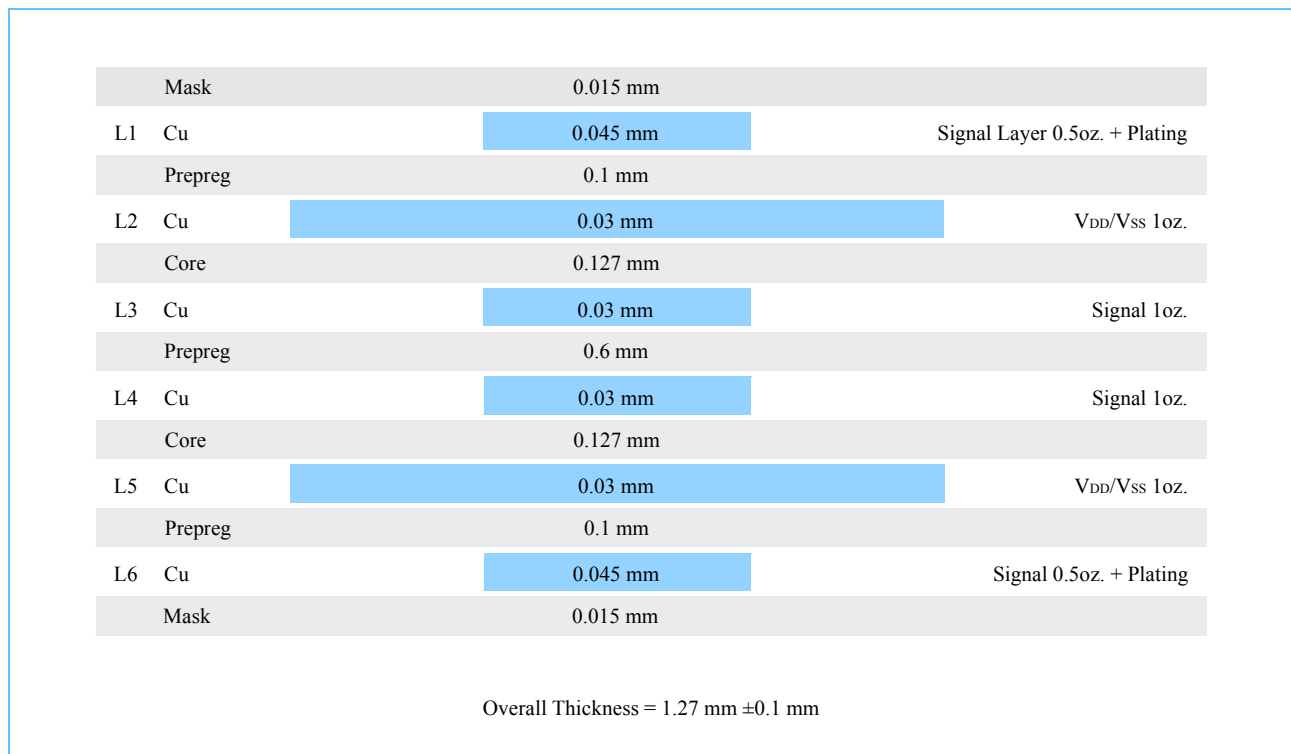 Mask 0.015 mm
L1 Cu 0.045 mm Signal Layer 0.5oz. + Plating
Prepreg 0.1 mm
L2 Cu 0.03 mm VDD/VSS 1oz.
Core 0.127 mm
L3 Cu 0.03 mm Signal 1oz.
Prepreg 0.6 mm
L4 Cu 0.03 mm Signal 1oz.
Core 0.127 mm
L5 Cu 0.03 mm VDD/VSS 1oz.
Prepreg 0.1 mm
L6 Cu 0.045 mm Signal 0.5oz. + Plating
Mask 0.015 mm
Overall Thickness = 1.27 mm ±0.1 mm